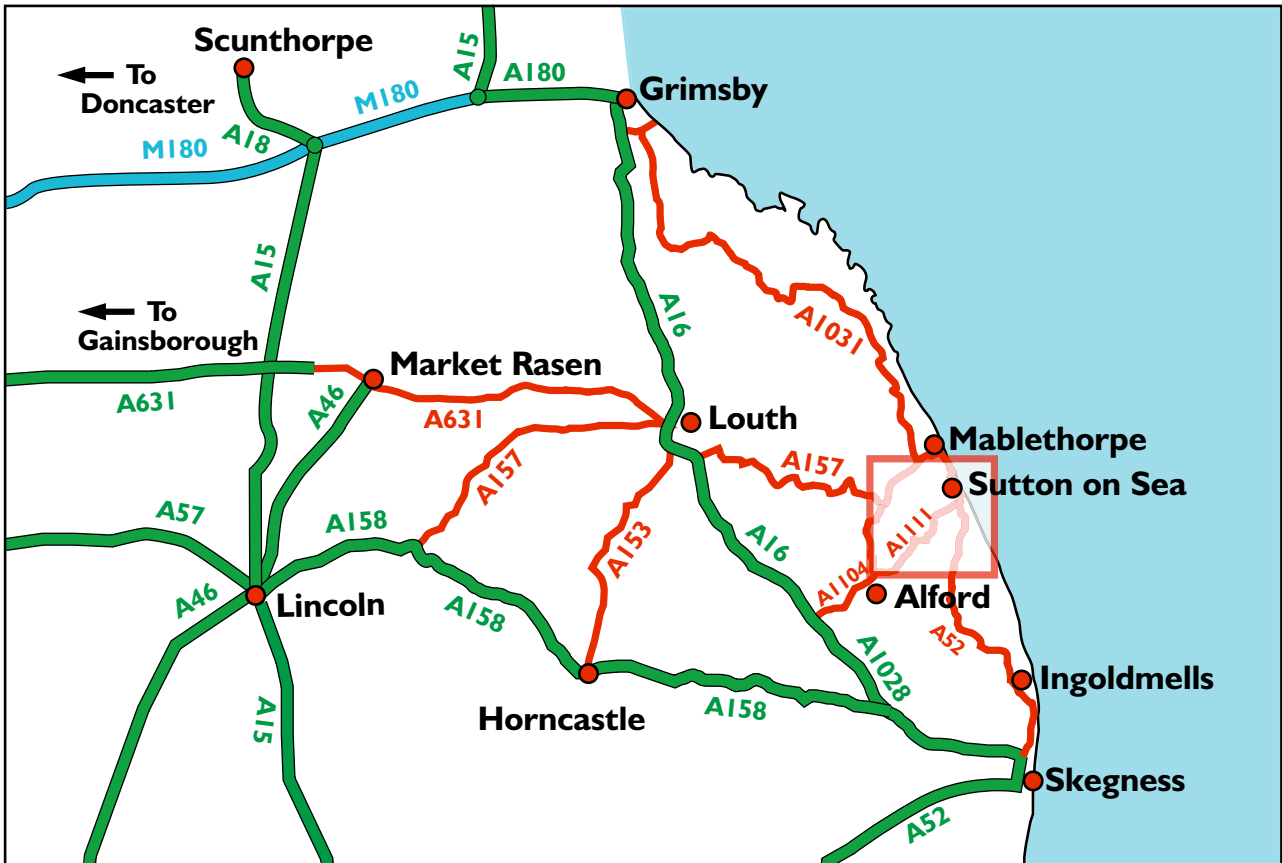 Scunthorpe
A15
A180
Grimsby
To
Doncaster
M180
A18
M180
A15
To
Gainsborough
A16
A1031
Market Rasen
A631
A46
A631
Louth
Mablethorpe
A157
A157
Sutton on Sea
A57
A158
A153
A16
A1111
A1104
Alford
A46
Lincoln
A158
A52
A1028
Ingoldmells
A15
Horncastle
A158
Skegness
A52